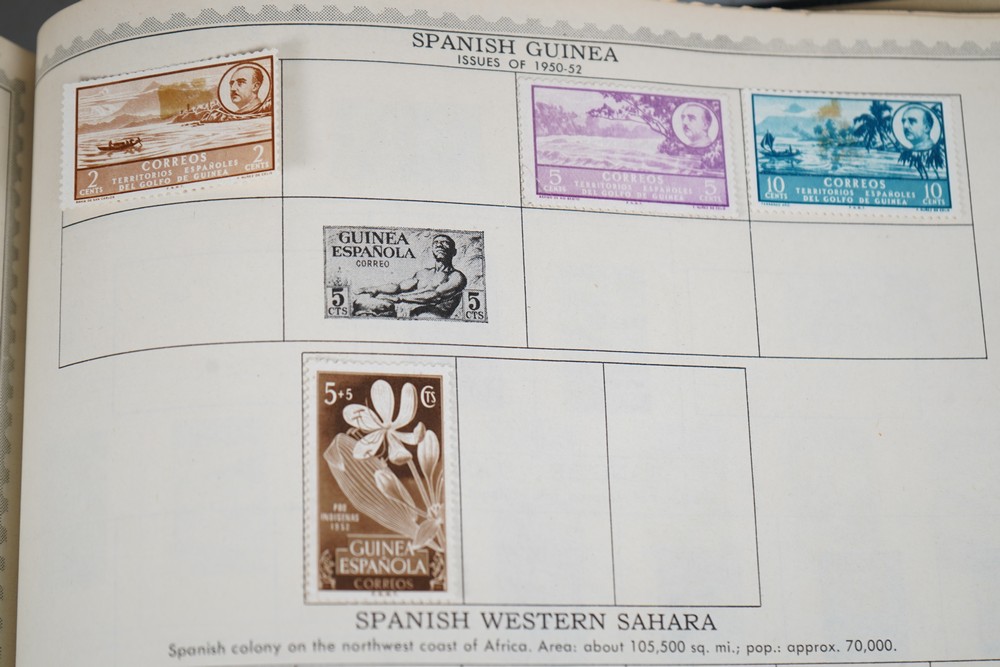 SPANISH GUINEA
ISSUES OF 1950-52
CORREOS
2 CENTS TERRITORIOS ESPAÑOLES 2 CENTS
DEL GOLFO DE GUINEA
CORREOS
5 CENTS TERRITORIOS ESPAÑOLES 5 CENTS
DEL GOLFO DE GUINEA
CORREOS
10 CENTS TERRITORIOS ESPAÑOLES 10 CENTS
DEL GOLFO DE GUINEA
GUINEA
ESPAÑOLA
CORREO
5 CTS 5 CTS
5+5 CTS
PRO
INDIGENAS
1952
GUINEA
ESPAÑOLA
CORREOS
SPANISH WESTERN SAHARA
Spanish colony on the northwest coast of Africa. Area: about 105,500 sq. mi.; pop.: approx. 70,000.